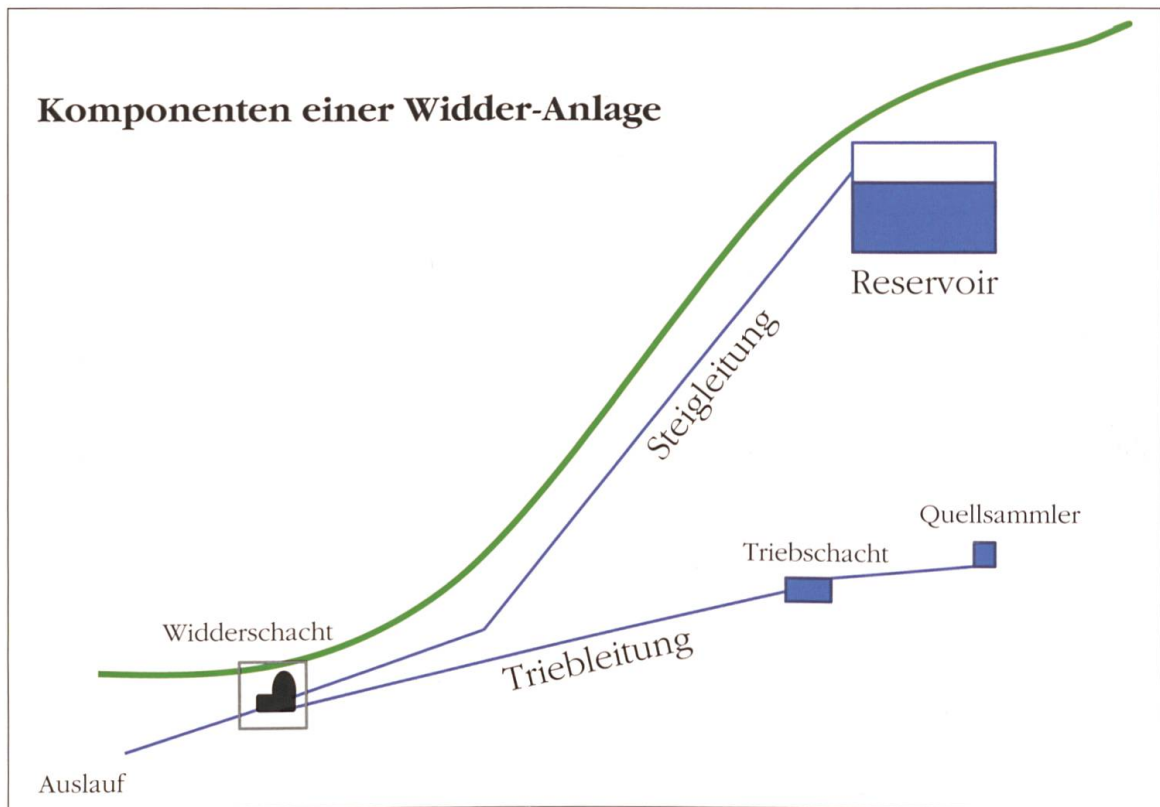 Komponenten einer Widder-Anlage
Reservoir
Steigleitung
Quellsammler
Triebschacht
Widderschacht
Triebleitung
Auslauf